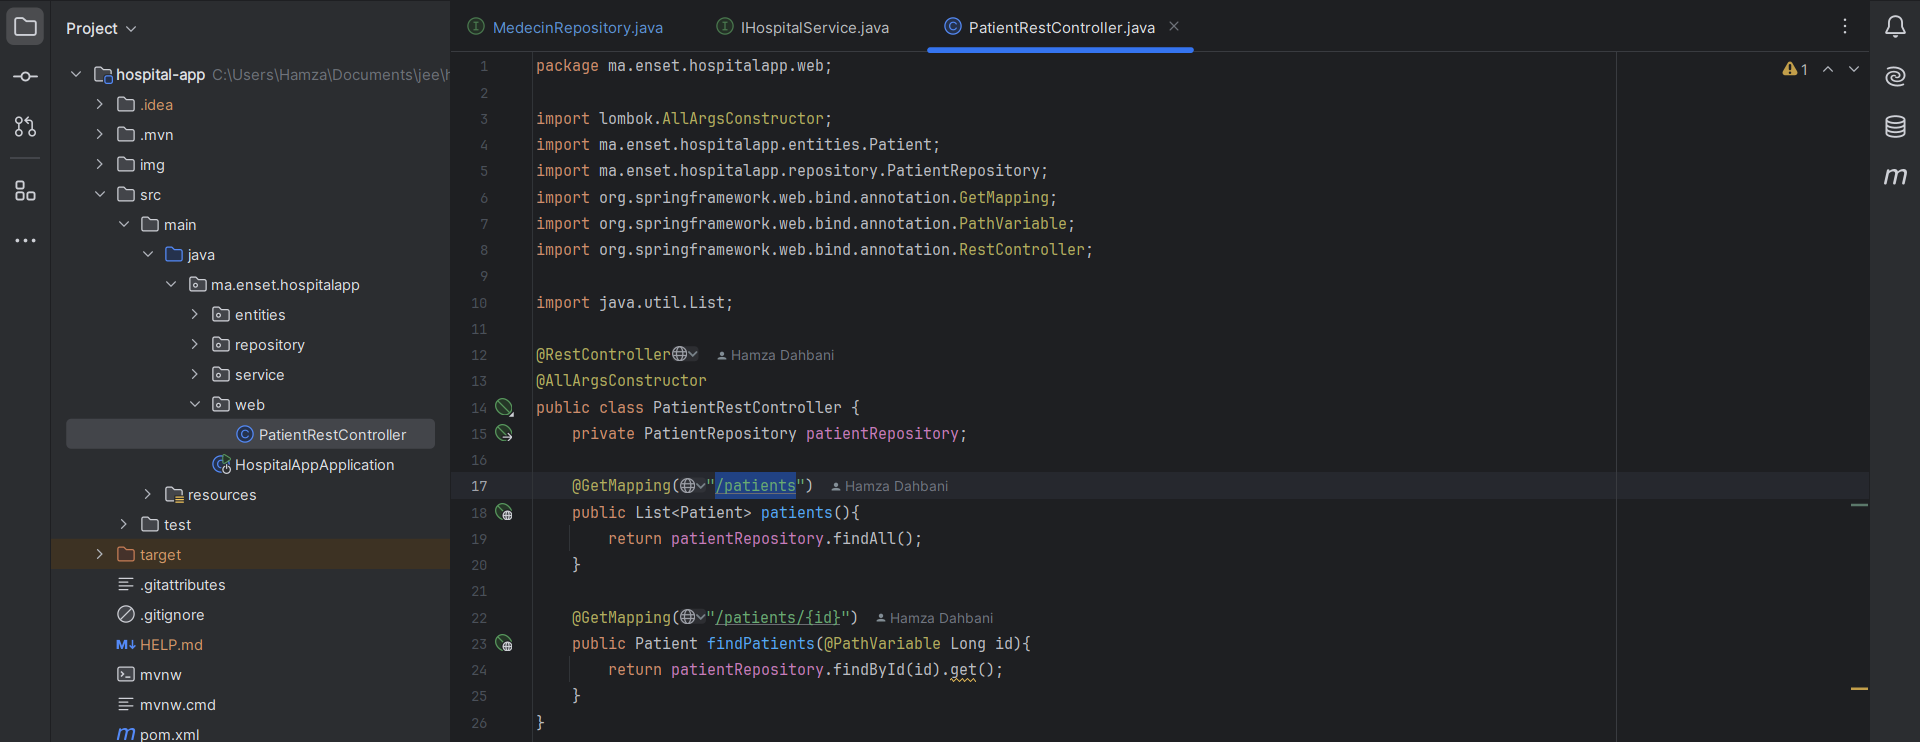 Project
hospital-app C:\Users\Hamza\Documents\jee\
.idea
.mvn
img
src
main
java
ma.enset.hospitalapp
entities
repository
service
web
PatientRestController
HospitalAppApplication
resources
test
target
.gitattributes
.gitignore
M↓ HELP.md
mvnw
mvnw.cmd
m pom.xml
MedecinRepository.java IHospitalService.java PatientRestController.java
1 package ma.enset.hospitalapp.web;
2
3 import lombok.AllArgsConstructor;
4 import ma.enset.hospitalapp.entities.Patient;
5 import ma.enset.hospitalapp.repository.PatientRepository;
6 import org.springframework.web.bind.annotation.GetMapping;
7 import org.springframework.web.bind.annotation.PathVariable;
8 import org.springframework.web.bind.annotation.RestController;
9
10 import java.util.List;
11
12 @RestController Hamza Dahbani
13 @AllArgsConstructor
14 public class PatientRestController {
15 private PatientRepository patientRepository;
16
17 @GetMapping("/patients") Hamza Dahbani
18 public List<Patient> patients(){
19 return patientRepository.findAll();
20 }
21
22 @GetMapping("/patients/{id}") Hamza Dahbani
23 public Patient findPatients(@PathVariable Long id){
24 return patientRepository.findById(id).get();
25 }
26 }
1
m